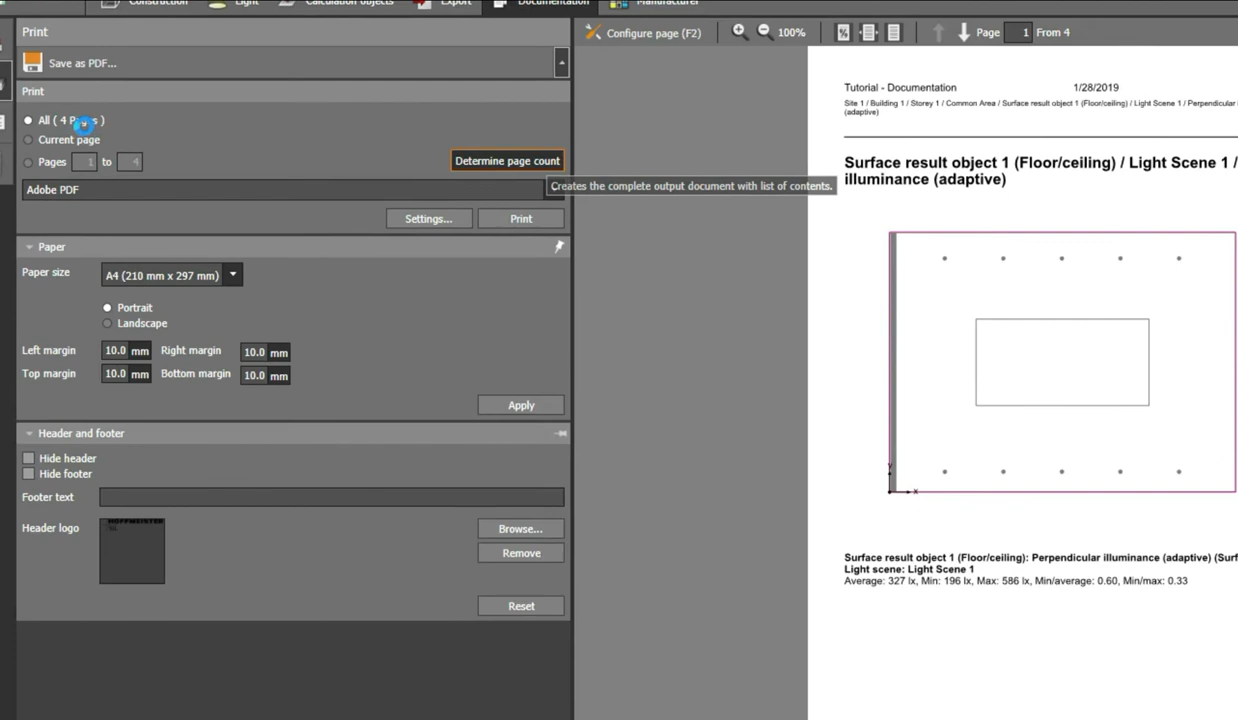 Construction
Light
Calculation objects
Export
Documentation
Manufacturer
Print
Save as PDF...
Print
All ( 4 Pages )
Current page
Pages 1 to 4
Determine page count
Creates the complete output document with list of contents.
Adobe PDF
Settings...
Print
Paper
Paper size A4 (210 mm x 297 mm)
Portrait
Landscape
Left margin 10.0 mm Right margin 10.0 mm
Top margin 10.0 mm Bottom margin 10.0 mm
Apply
Header and footer
Hide header
Hide footer
Footer text
Header logo
HOFFMEISTER
Browse...
Remove
Reset
Configure page (F2)
100%
Page 1 From 4
Tutorial - Documentation 1/28/2019
Site 1 / Building 1 / Storey 1 / Common Area / Surface result object 1 (Floor/ceiling) / Light Scene 1 / Perpendicular i
(adaptive)
Surface result object 1 (Floor/ceiling) / Light Scene 1 /
illuminance (adaptive)
y
x
Surface result object 1 (Floor/ceiling): Perpendicular illuminance (adaptive) (Surf
Light scene: Light Scene 1
Average: 327 lx, Min: 196 lx, Max: 586 lx, Min/average: 0.60, Min/max: 0.33